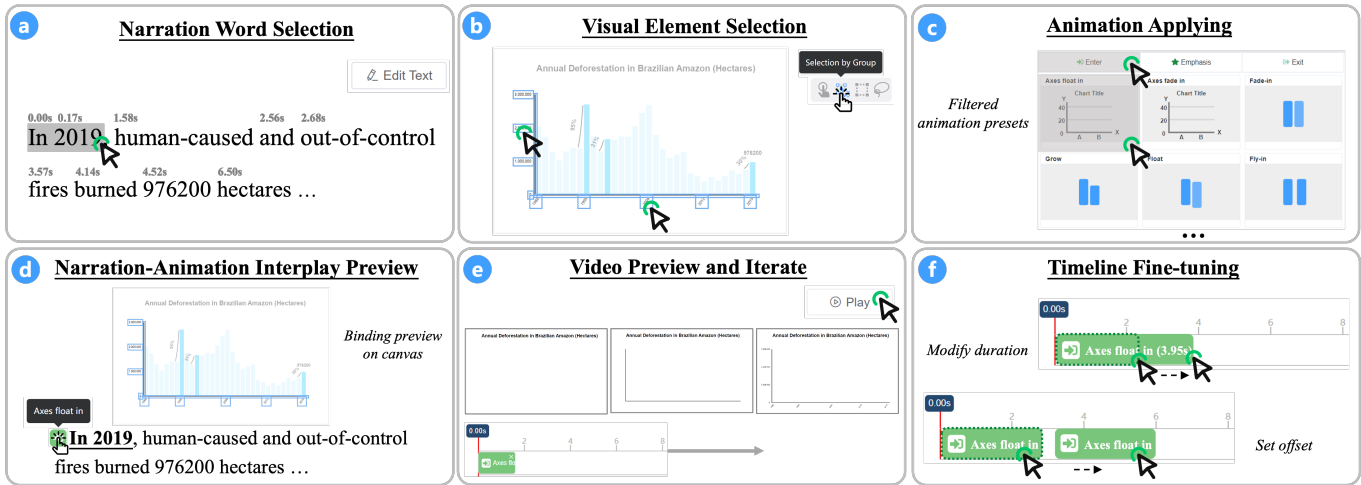 a
Narration Word Selection
Edit Text
0.00s 0.17s 1.58s 2.56s 2.68s
In 2019, human-caused and out-of-control
3.57s 4.14s 4.52s 6.50s
fires burned 976200 hectares …
b
Visual Element Selection
Annual Deforestation in Brazilian Amazon (Hectares)
Selection by Group
976200
c
Animation Applying
Filtered
animation presets
Enter Emphasis Exit
Axes float in Axes fade in Fade-in
Chart Title Chart Title
Y 40 20 0 A B X
Y 40 20 0 A B X
Grow Float Fly-in
•••
d
Narration-Animation Interplay Preview
Annual Deforestation in Brazilian Amazon (Hectares)
Binding preview
on canvas
Axes float in
In 2019, human-caused and out-of-control
fires burned 976200 hectares …
e
Video Preview and Iterate
Play
Annual Deforestation in Brazilian Amazon (Hectares) Annual Deforestation in Brazilian Amazon (Hectares) Annual Deforestation in Brazilian Amazon (Hectares)
0.00s
2 4 6 8
Axes flo
f
Timeline Fine-tuning
0.00s
2 4 6 8
Modify duration
Axes float in (3.95s)
0.00s
2 4 6 8
Axes float in Axes float in
Set offset